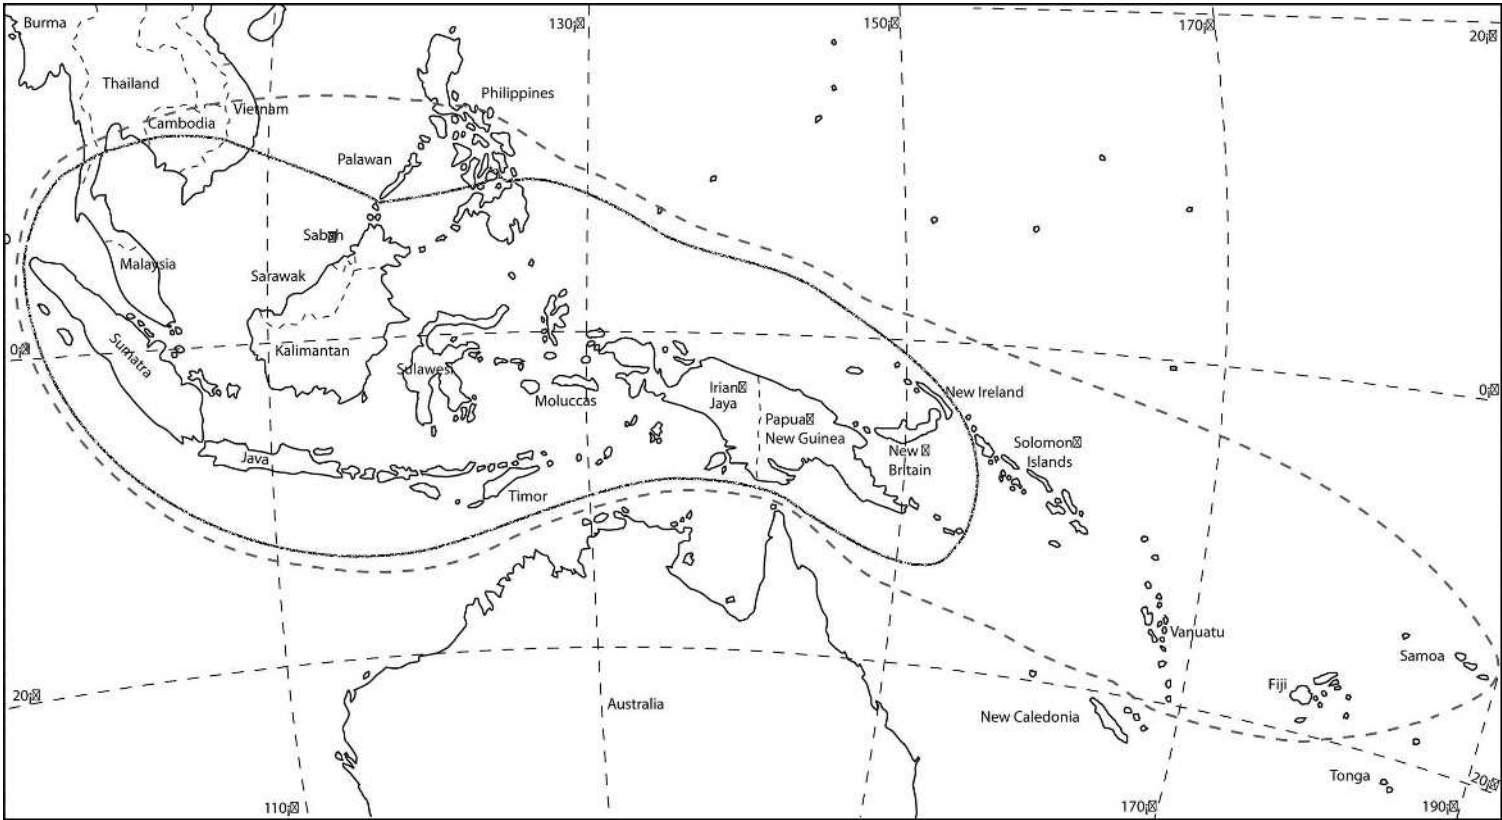 Burma
130¡
150¡
170¡
20¡
Thailand
Philippines
Vietnam
Cambodia
Palawan
Sabah
Malaysia
Sarawak
0¡
Sumatra
Kalimantan
Sulawesi
Moluccas
Irian
Jaya
Papua
New Guinea
New Ireland
0¡
New
Britain
Solomon
Islands
Java
Timor
Vanuatu
Samoa
Fiji
20¡
Australia
New Caledonia
Tonga
20¡
110¡
170¡
190¡